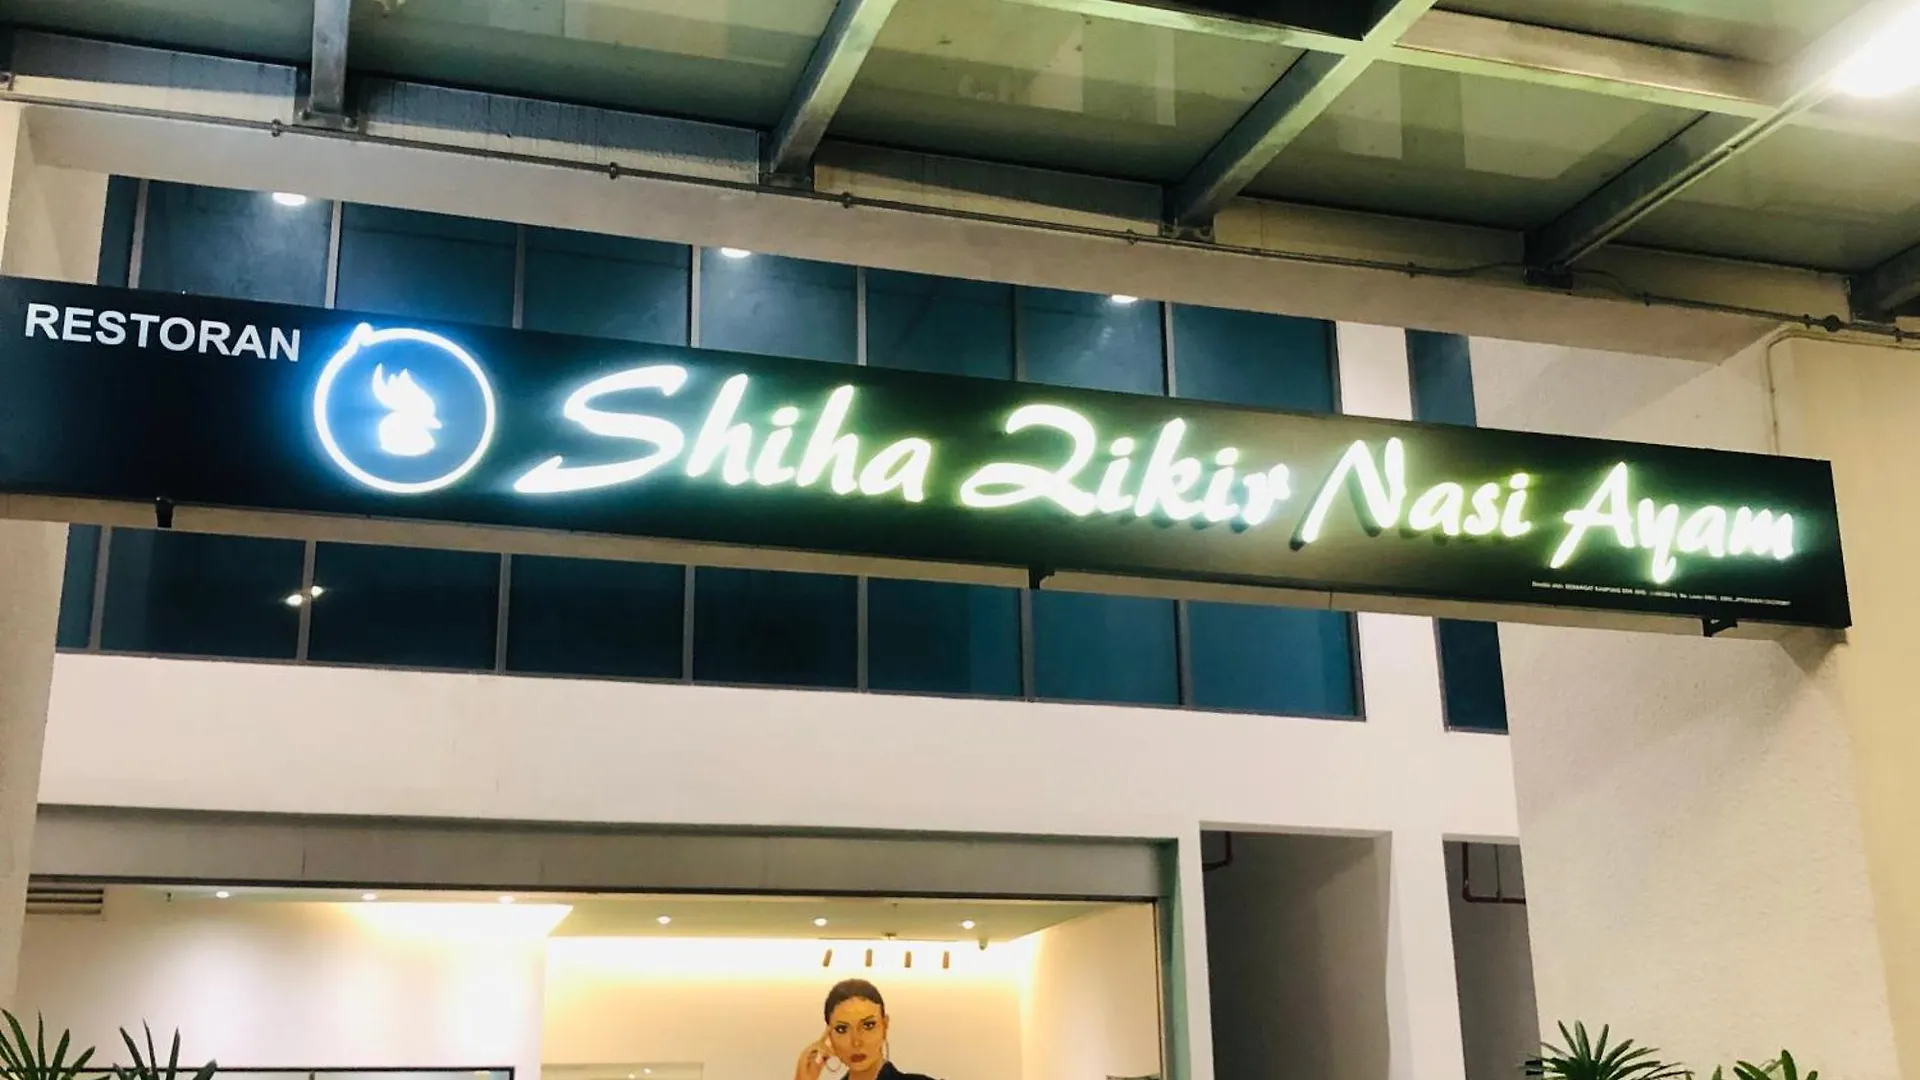 RESTORAN
Shiha Zikir Nasi Ayam